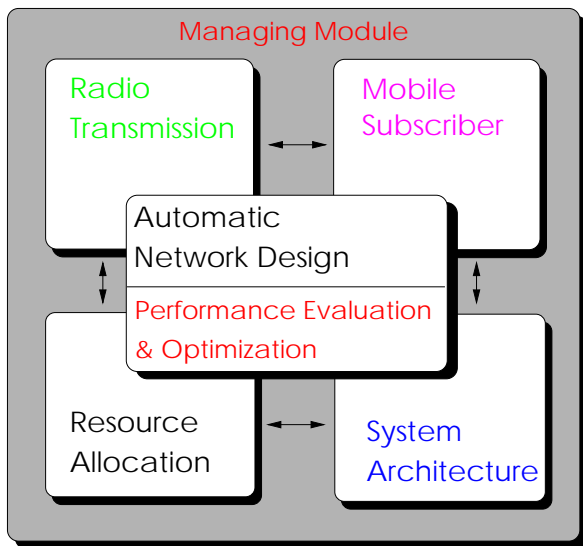 Managing Module
Radio
Transmission
Mobile
Subscriber
Automatic
Network Design
Performance Evaluation
& Optimization
Resource
Allocation
System
Architecture